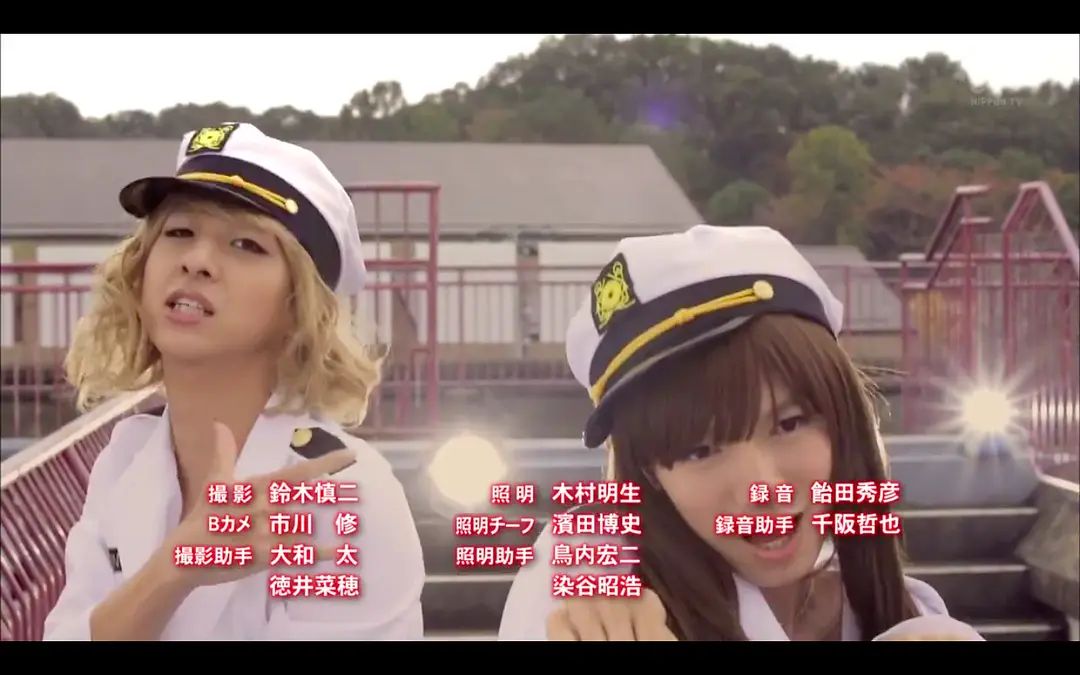 NIPPON TV
撮影 鈴木慎二
Bカメ 市川 修
撮影助手 大和 太
徳井菜穂
照明 木村明生
照明チーフ 濱田博史
照明助手 鳥内宏二
染谷昭浩
録音 飴田秀彦
録音助手 千阪哲也